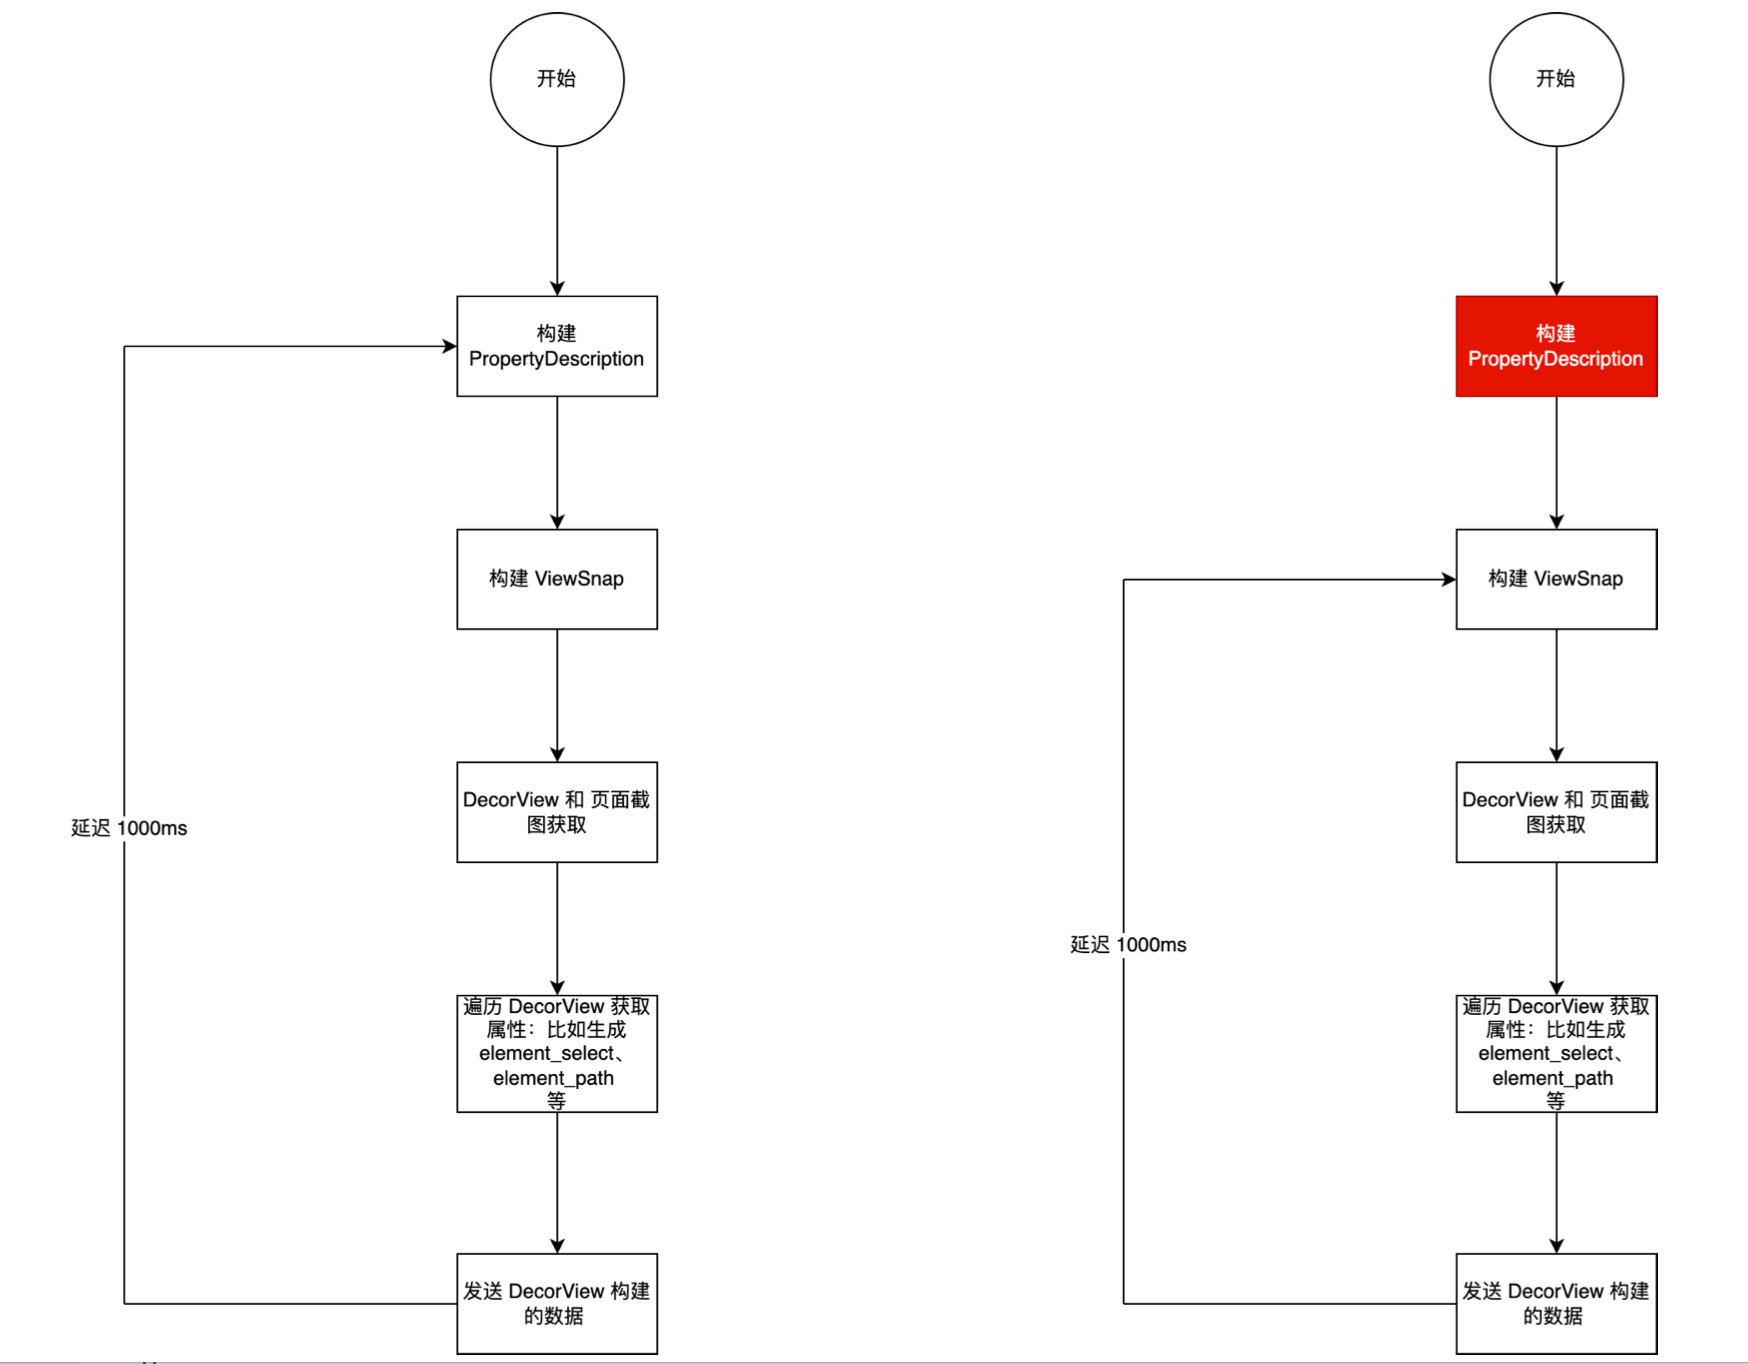 开始
构建
PropertyDescription
构建 ViewSnap
DecorView 和 页面截
图获取
延迟 1000ms
遍历 DecorView 获取
属性：比如生成
element_select、
element_path
等
发送 DecorView 构建
的数据
开始
构建
PropertyDescription
构建 ViewSnap
DecorView 和 页面截
图获取
延迟 1000ms
遍历 DecorView 获取
属性：比如生成
element_select、
element_path
等
发送 DecorView 构建
的数据